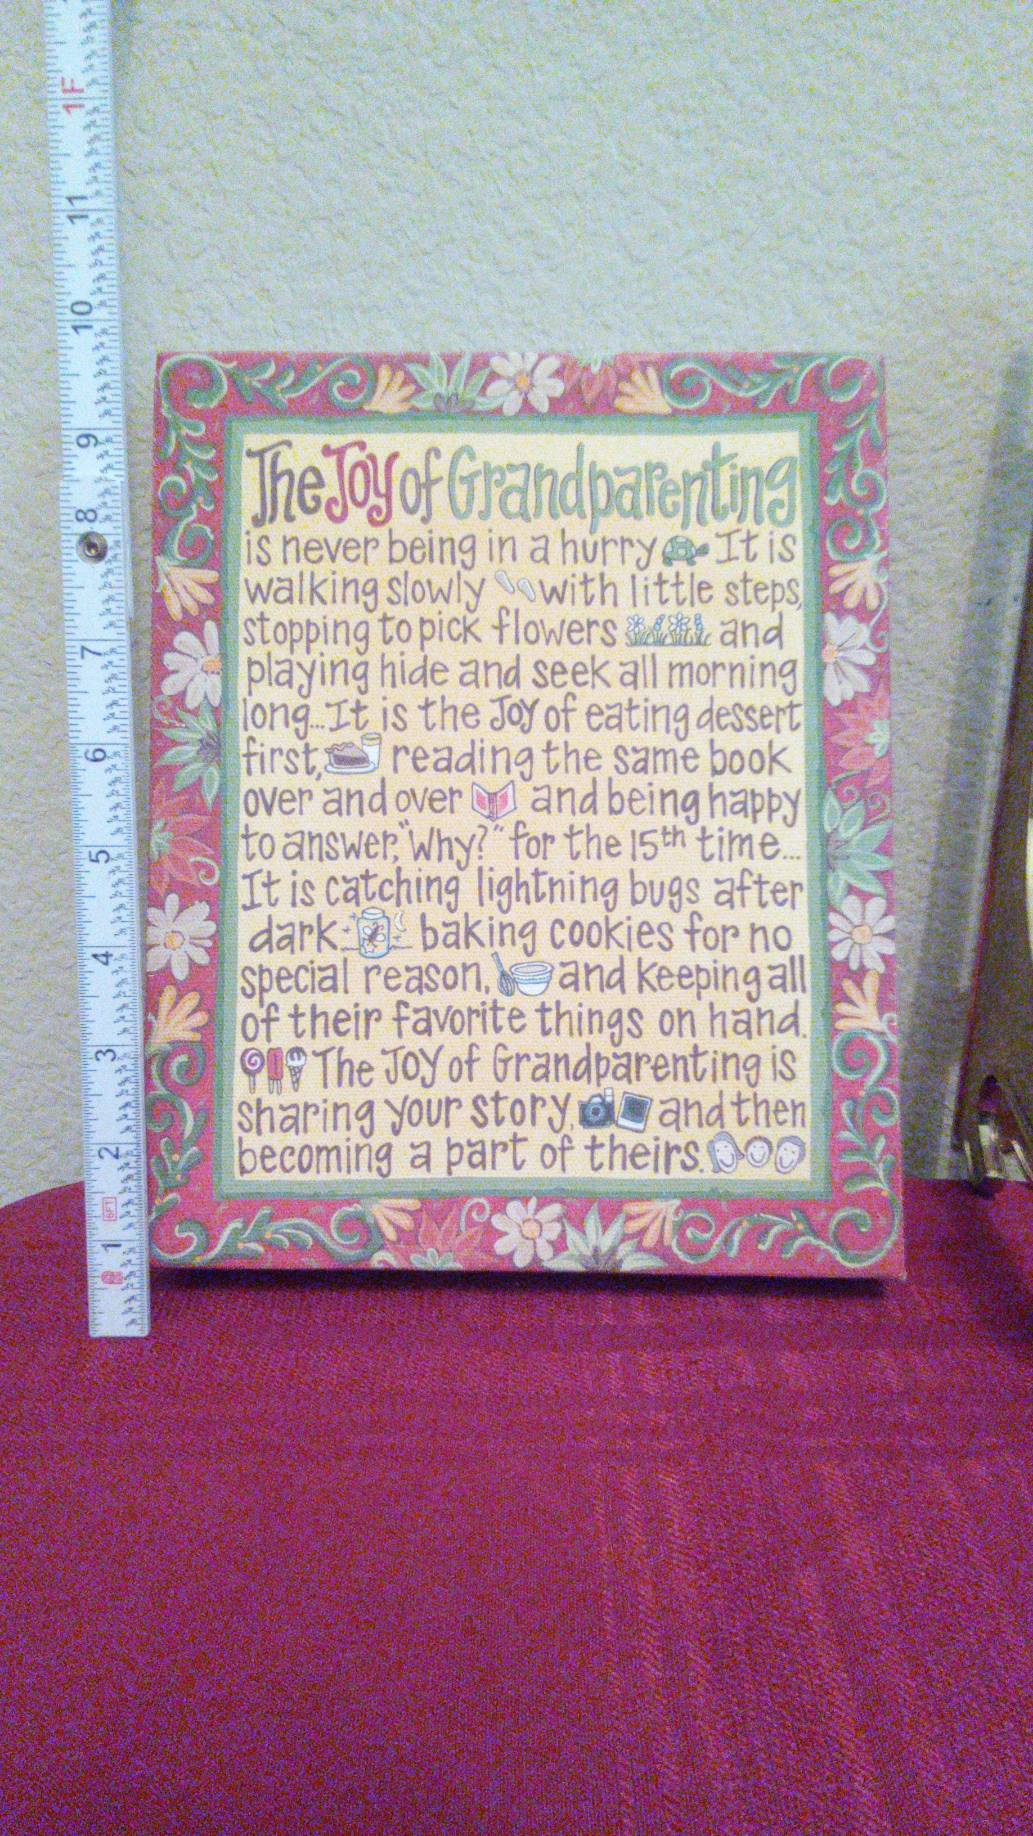 The Joy of Grandparenting
is never being in a hurry It is
walking slowly with little steps,
stopping to pick flowers and
playing hide and seek all morning
long... It is the Joy of eating dessert
first, reading the same book
over and over and being happy
to answer, "Why?" for the 15th time...
It is catching lightning bugs after
dark. baking cookies for no
special reason, and keeping all
of their favorite things on hand.
The Joy of Grandparenting is
sharing your story, and then
becoming a part of theirs.
1F
11
10
9
8
7
6
5
4
3
2
6FT
1